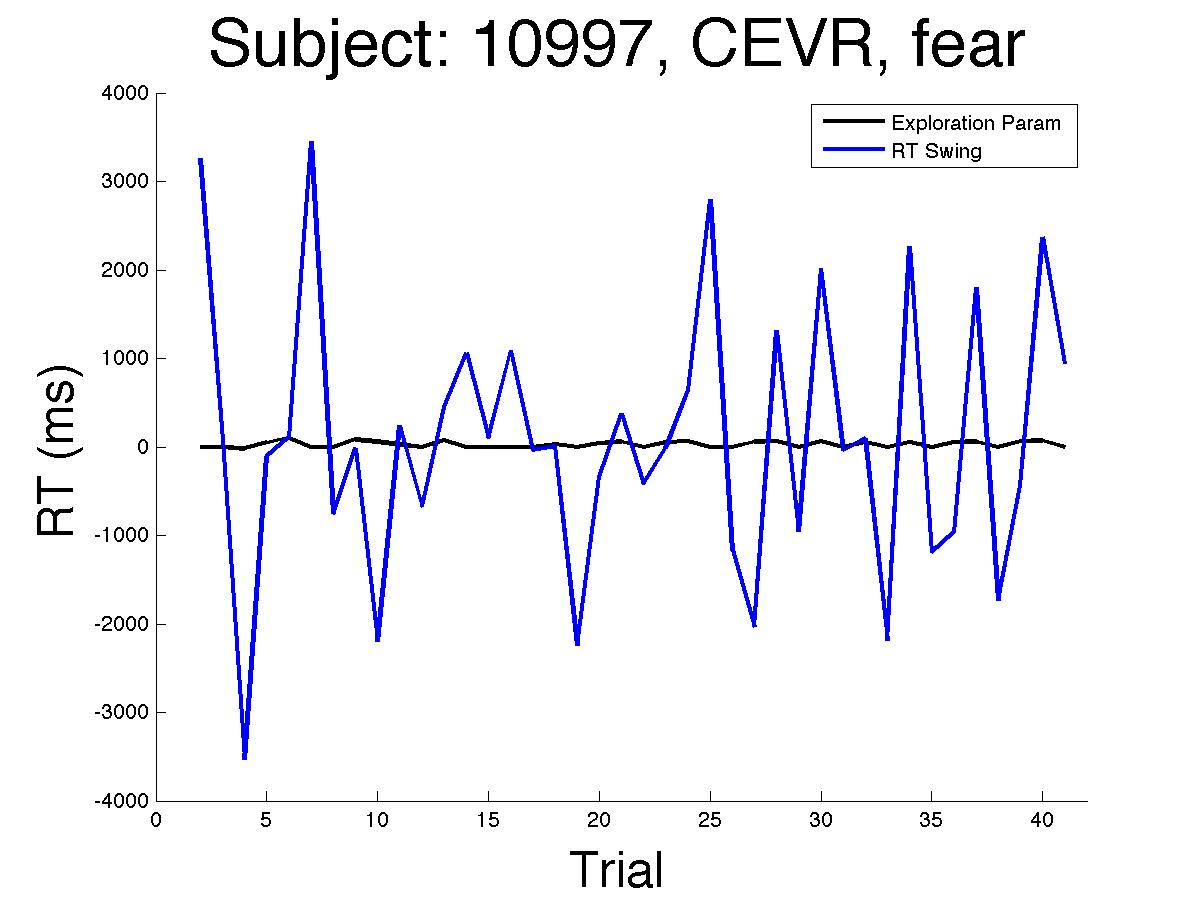 Subject: 10997, CEVR, fear
Exploration Param
RT Swing
4000
3000
2000
1000
0
-1000
-2000
-3000
-4000
RT (ms)
0 5 10 15 20 25 30 35 40
Trial